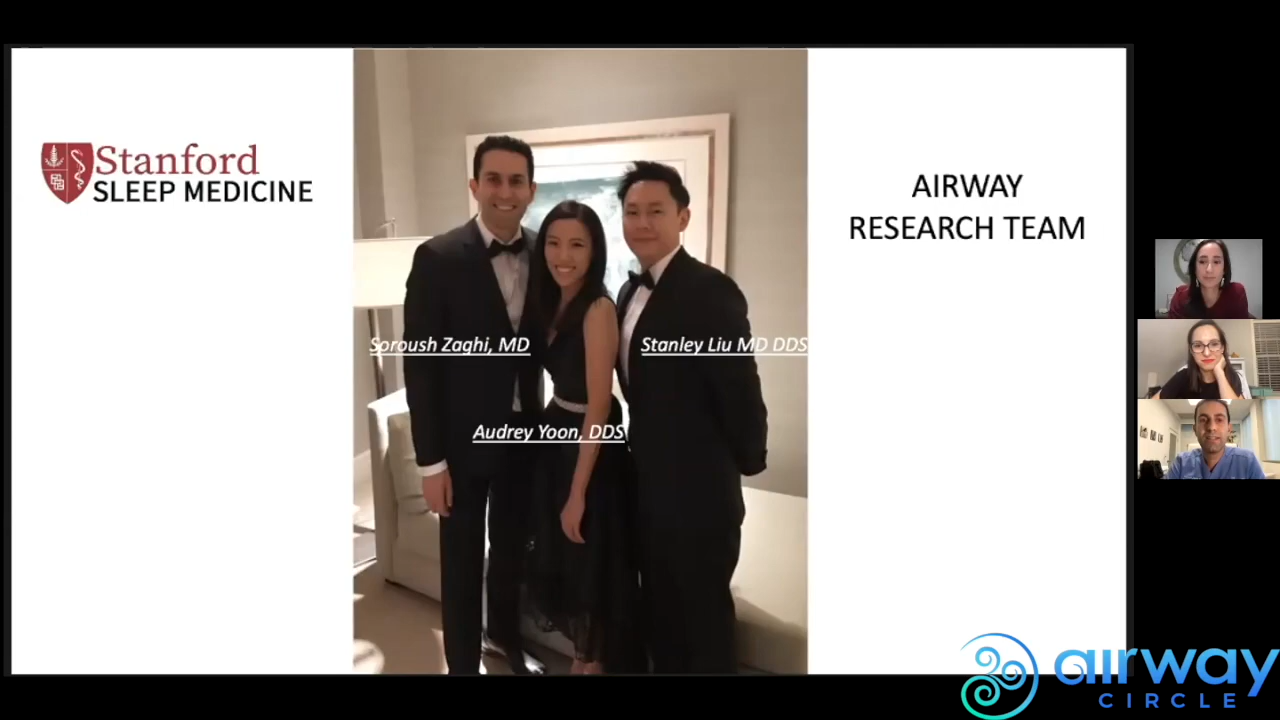 Stanford
SLEEP MEDICINE
AIRWAY
RESEARCH TEAM
Soroush Zaghi, MD
Stanley Liu MD DDS
Audrey Yoon, DDS
airway
CIRCLE